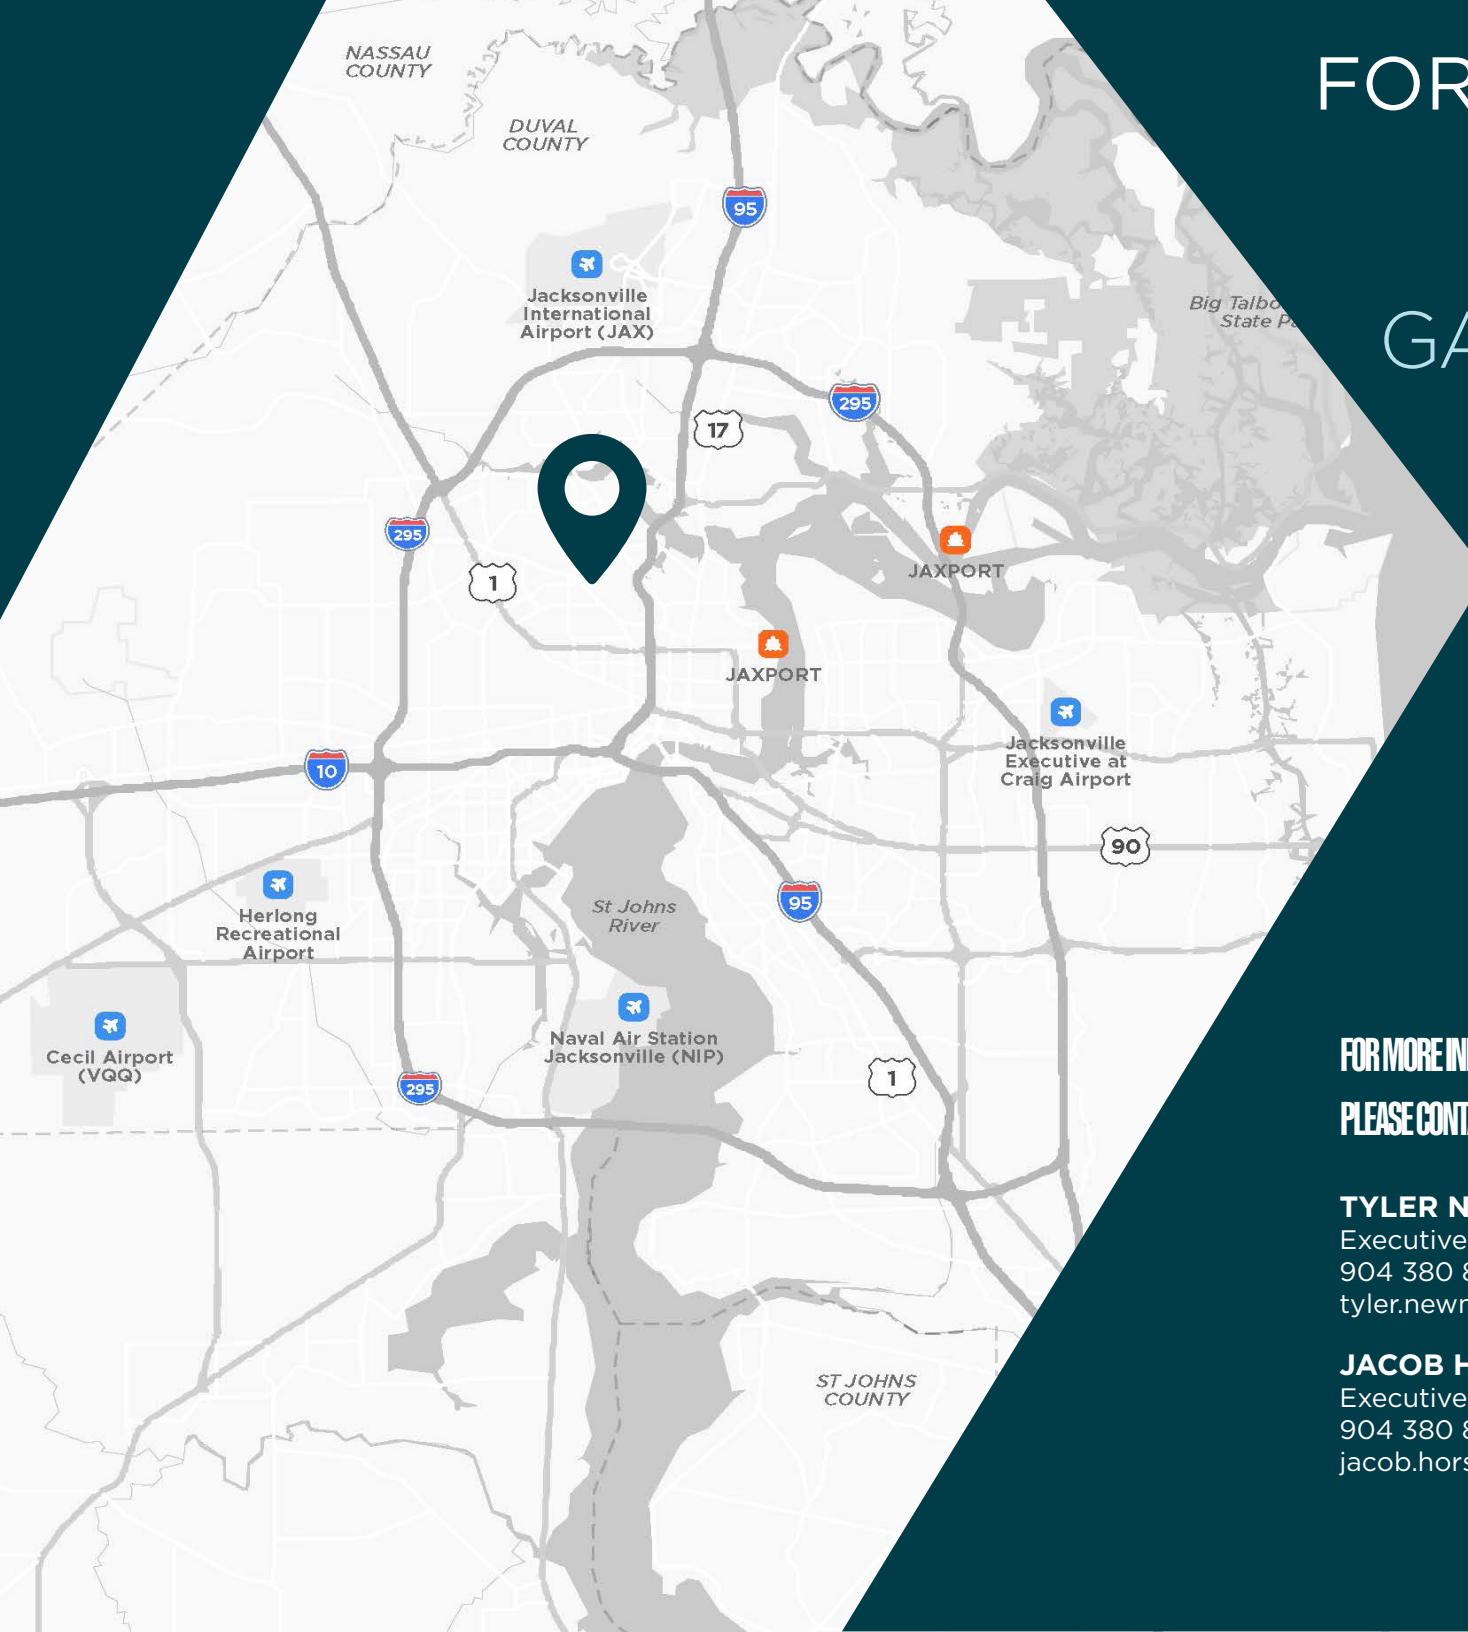 NASSAU
COUNTY
DUVAL
COUNTY
95
Jacksonville
International
Airport (JAX)
Big Talbo
State P
295
17
295
1
JAXPORT
JAXPORT
Jacksonville
Executive at
Craig Airport
10
90
Herlong
Recreational
Airport
St Johns
River
95
Naval Air Station
Jacksonville (NIP)
Cecil Airport
(VQQ)
1
295
ST JOHNS
COUNTY
FOR
GA
FOR MORE IN
PLEASE CONT
TYLER N
Executive
904 380 8
tyler.newm
JACOB H
Executive
904 380 8
jacob.hors